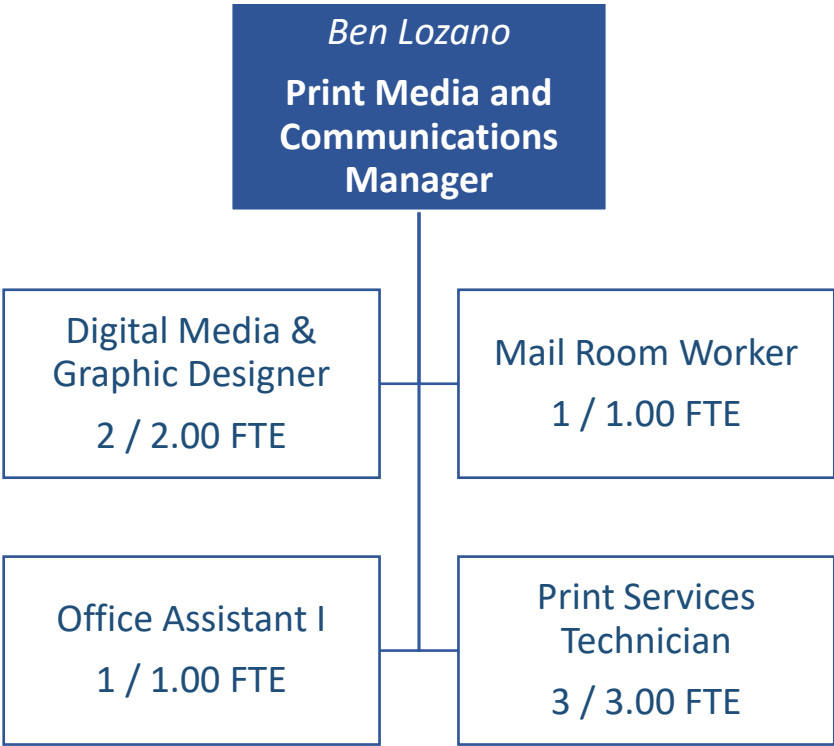 Ben Lozano
Print Media and
Communications
Manager
Digital Media &
Graphic Designer
2 / 2.00 FTE
Mail Room Worker
1 / 1.00 FTE
Office Assistant I
1 / 1.00 FTE
Print Services
Technician
3 / 3.00 FTE